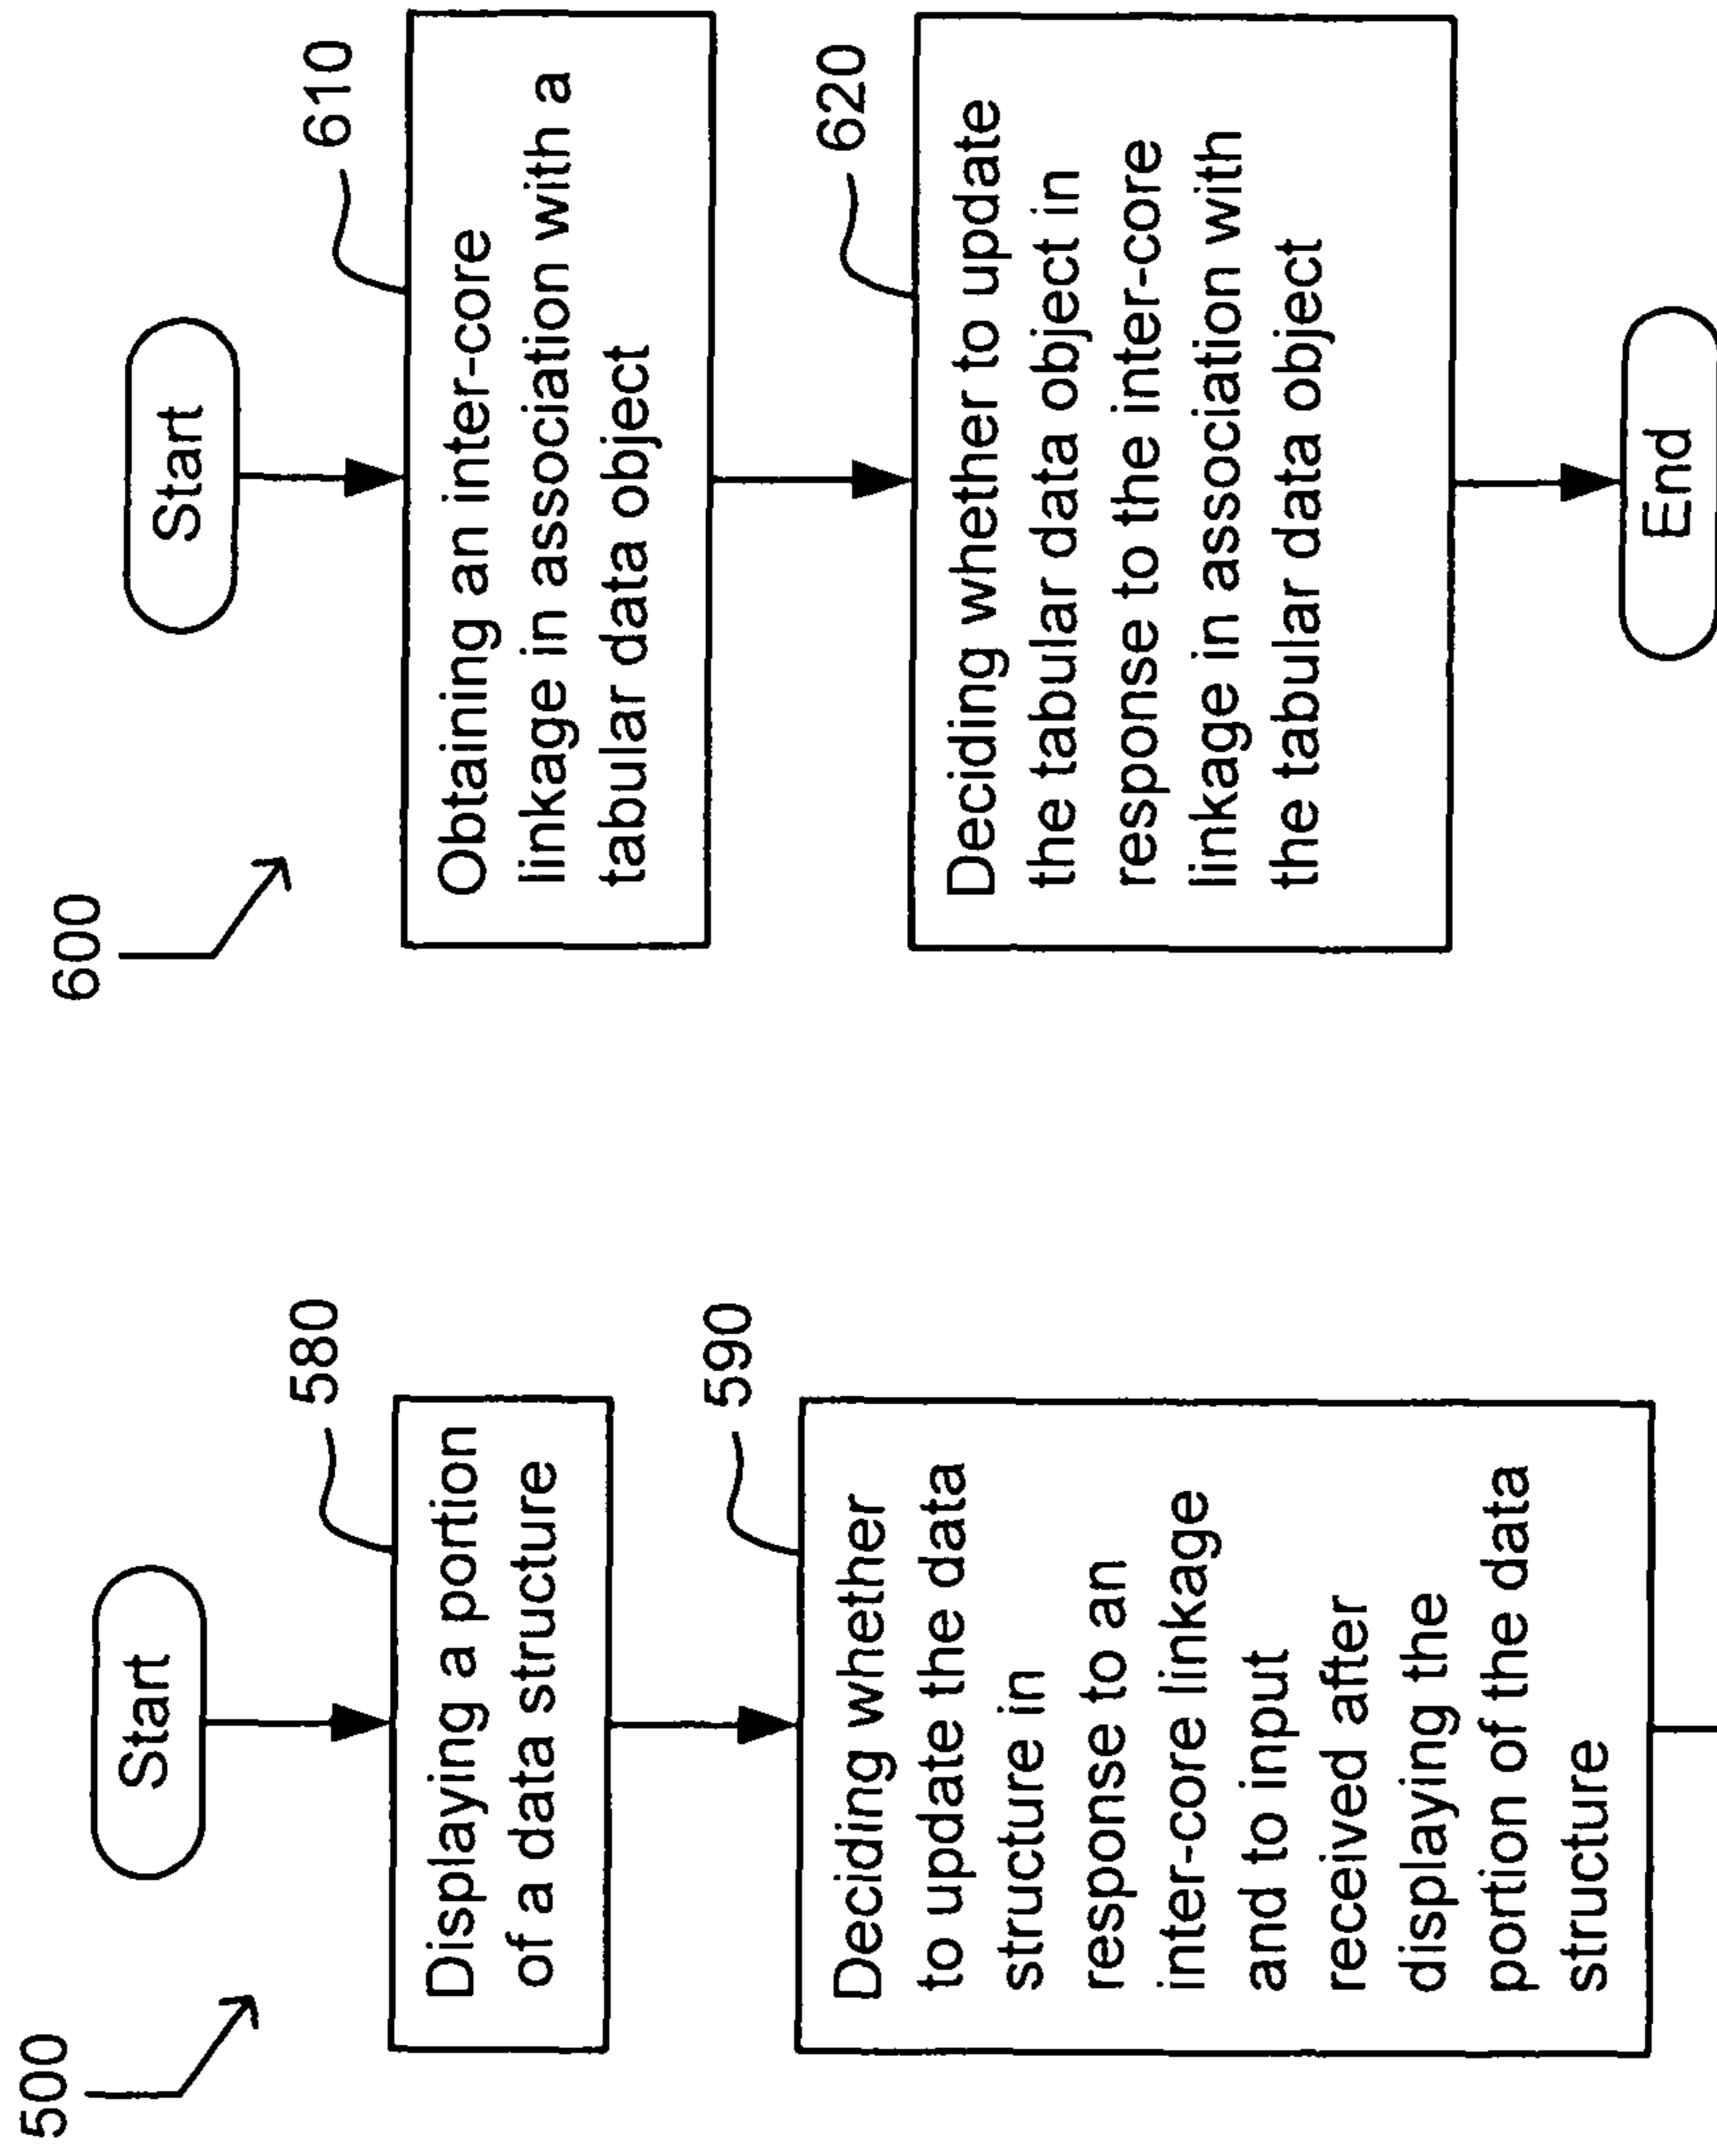 500
Start
580
Displaying a portion
of a data structure
590
Deciding whether
to update the data
structure in
response to an
inter-core linkage
and to input
received after
displaying the
portion of the data
structure
600
Start
610
Obtaining an inter-core
linkage in association with a
tabular data object
620
Deciding whether to update
the tabular data object in
response to the inter-core
linkage in association with
the tabular data object
End